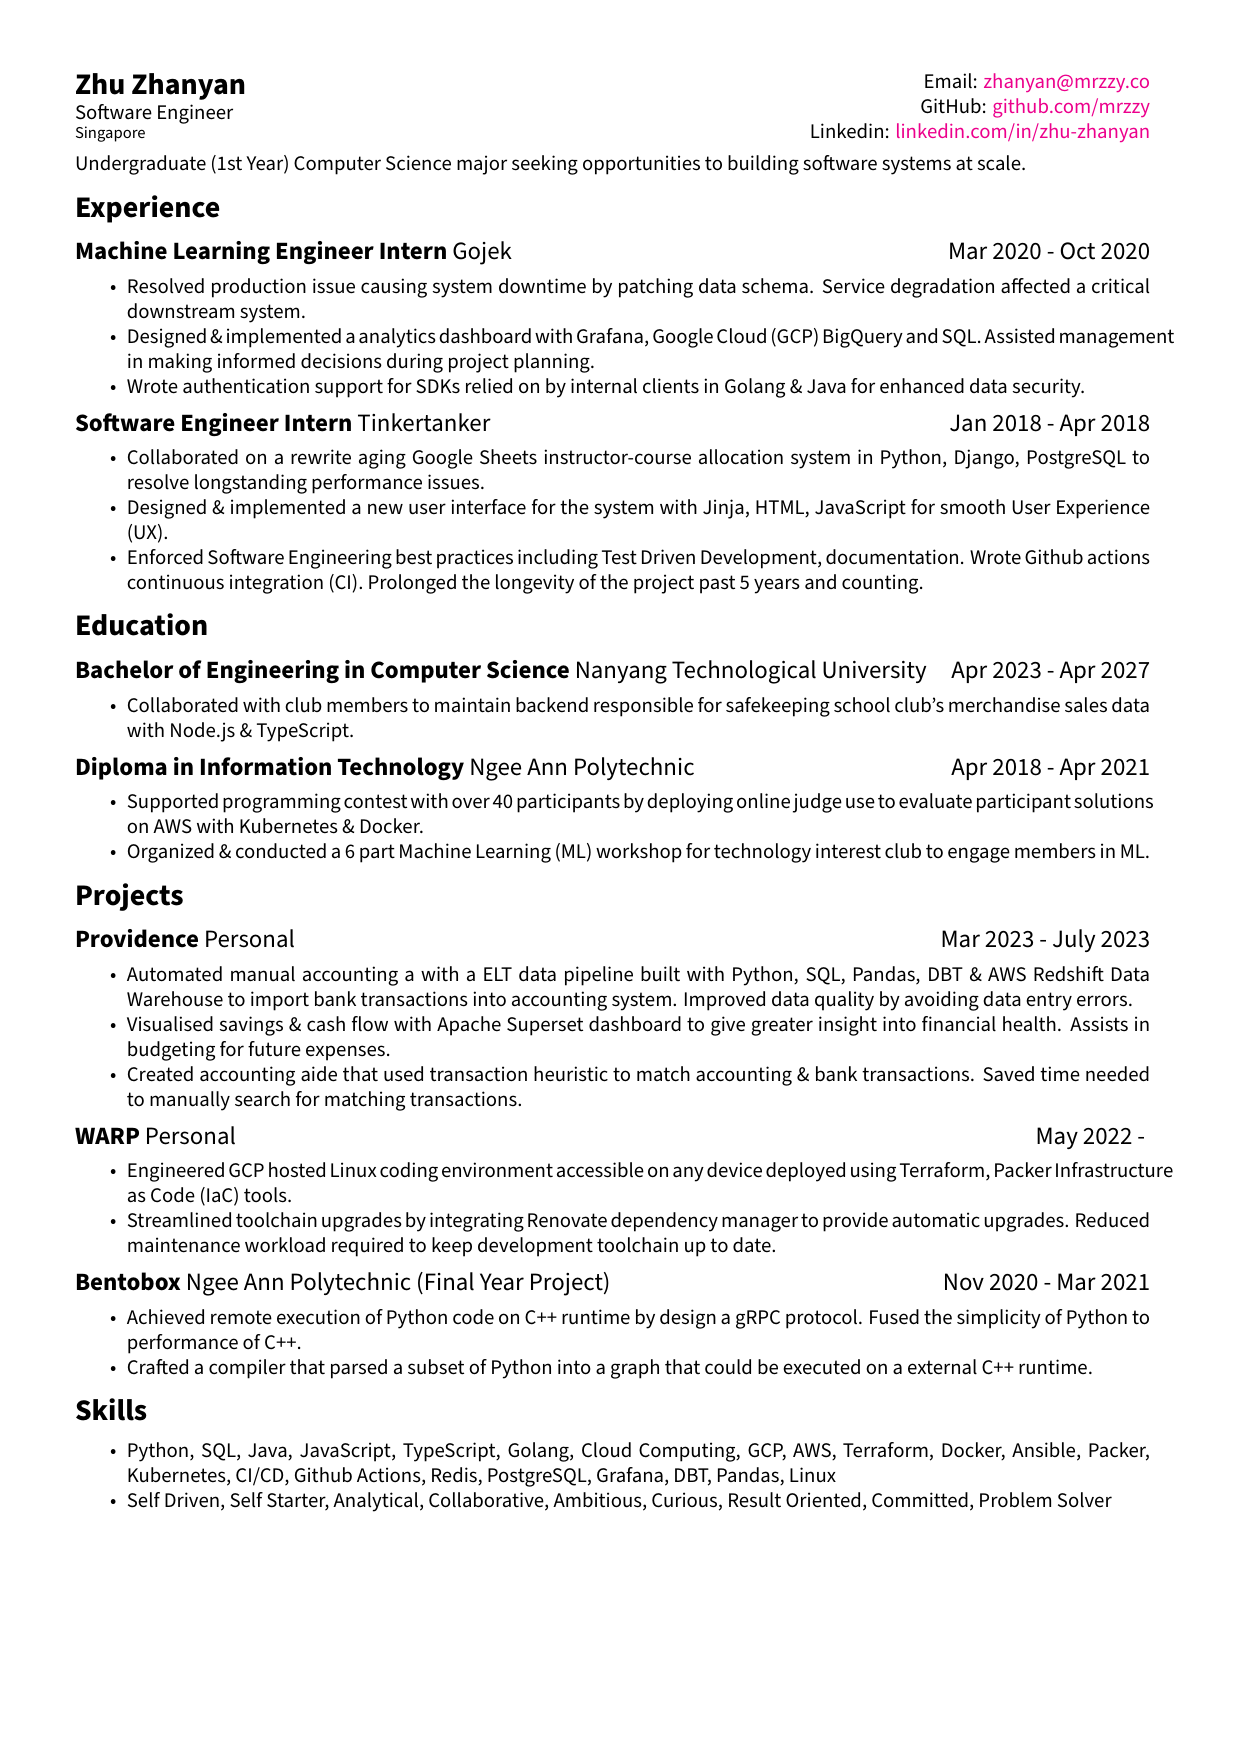 Zhu Zhanyan
Software Engineer
Singapore
Email: zhanyan@mrzzy.co
GitHub: github.com/mrzzy
Linkedin: linkedin.com/in/zhu-zhanyan
Undergraduate (1st Year) Computer Science major seeking opportunities to building software systems at scale.
Experience
Machine Learning Engineer Intern Gojek Mar 2020 - Oct 2020
• Resolved production issue causing system downtime by patching data schema. Service degradation affected a critical
downstream system.
• Designed & implemented a analytics dashboard with Grafana, Google Cloud (GCP) BigQuery and SQL. Assisted management
in making informed decisions during project planning.
• Wrote authentication support for SDKs relied on by internal clients in Golang & Java for enhanced data security.
Software Engineer Intern Tinkertanker Jan 2018 - Apr 2018
• Collaborated on a rewrite aging Google Sheets instructor-course allocation system in Python, Django, PostgreSQL to
resolve longstanding performance issues.
• Designed & implemented a new user interface for the system with Jinja, HTML, JavaScript for smooth User Experience
(UX).
• Enforced Software Engineering best practices including Test Driven Development, documentation. Wrote Github actions
continuous integration (CI). Prolonged the longevity of the project past 5 years and counting.
Education
Bachelor of Engineering in Computer Science Nanyang Technological University Apr 2023 - Apr 2027
• Collaborated with club members to maintain backend responsible for safekeeping school club's merchandise sales data
with Node.js & TypeScript.
Diploma in Information Technology Ngee Ann Polytechnic Apr 2018 - Apr 2021
• Supported programming contest with over 40 participants by deploying online judge use to evaluate participant solutions
on AWS with Kubernetes & Docker.
• Organized & conducted a 6 part Machine Learning (ML) workshop for technology interest club to engage members in ML.
Projects
Providence Personal Mar 2023 - July 2023
• Automated manual accounting a with a ELT data pipeline built with Python, SQL, Pandas, DBT & AWS Redshift Data
Warehouse to import bank transactions into accounting system. Improved data quality by avoiding data entry errors.
• Visualised savings & cash flow with Apache Superset dashboard to give greater insight into financial health. Assists in
budgeting for future expenses.
• Created accounting aide that used transaction heuristic to match accounting & bank transactions. Saved time needed
to manually search for matching transactions.
WARP Personal May 2022 -
• Engineered GCP hosted Linux coding environment accessible on any device deployed using Terraform, Packer Infrastructure
as Code (IaC) tools.
• Streamlined toolchain upgrades by integrating Renovate dependency manager to provide automatic upgrades. Reduced
maintenance workload required to keep development toolchain up to date.
Bentobox Ngee Ann Polytechnic (Final Year Project) Nov 2020 - Mar 2021
• Achieved remote execution of Python code on C++ runtime by design a gRPC protocol. Fused the simplicity of Python to
performance of C++.
• Crafted a compiler that parsed a subset of Python into a graph that could be executed on a external C++ runtime.
Skills
• Python, SQL, Java, JavaScript, TypeScript, Golang, Cloud Computing, GCP, AWS, Terraform, Docker, Ansible, Packer,
Kubernetes, CI/CD, Github Actions, Redis, PostgreSQL, Grafana, DBT, Pandas, Linux
• Self Driven, Self Starter, Analytical, Collaborative, Ambitious, Curious, Result Oriented, Committed, Problem Solver